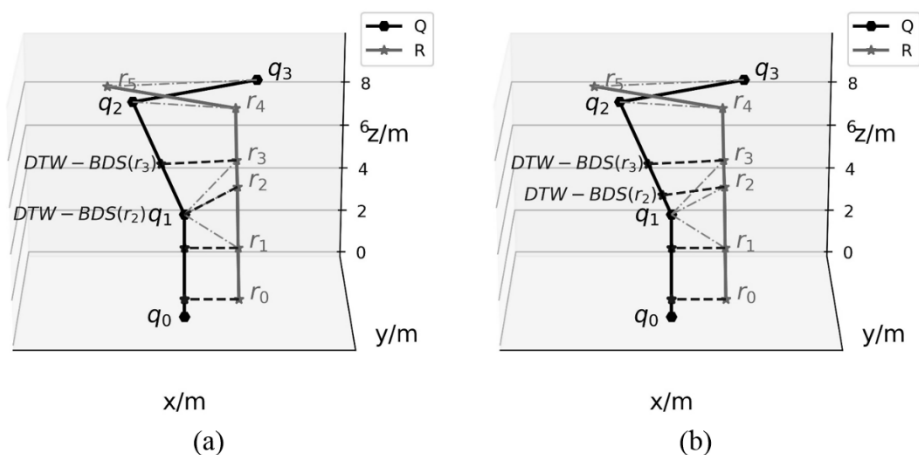 Q
R
q₃
r₅
8
q₂
r₄
6
z/m
DTW−BDS(r₃)
r₃
4
r₂
DTW−BDS(r₂)
q₁
2
r₁
0
r₀
q₀
y/m
x/m
(a)
Q
R
q₃
r₅
8
q₂
r₄
6
z/m
DTW−BDS(r₃)
r₃
4
r₂
DTW−BDS(r₂)
q₁
2
r₁
0
r₀
q₀
y/m
x/m
(b)